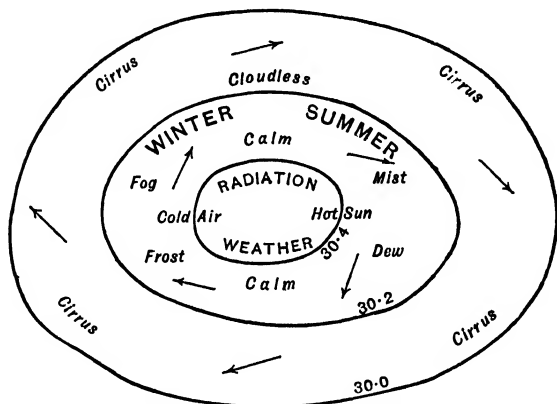 Cirrus
Cirrus
Cloudless
WINTER SUMMER
Calm
Fog
RADIATION
Mist
Cold Air
Hot Sun
WEATHER
30·4
Frost
Dew
Calm
30·2
Cirrus
Cirrus
30·0